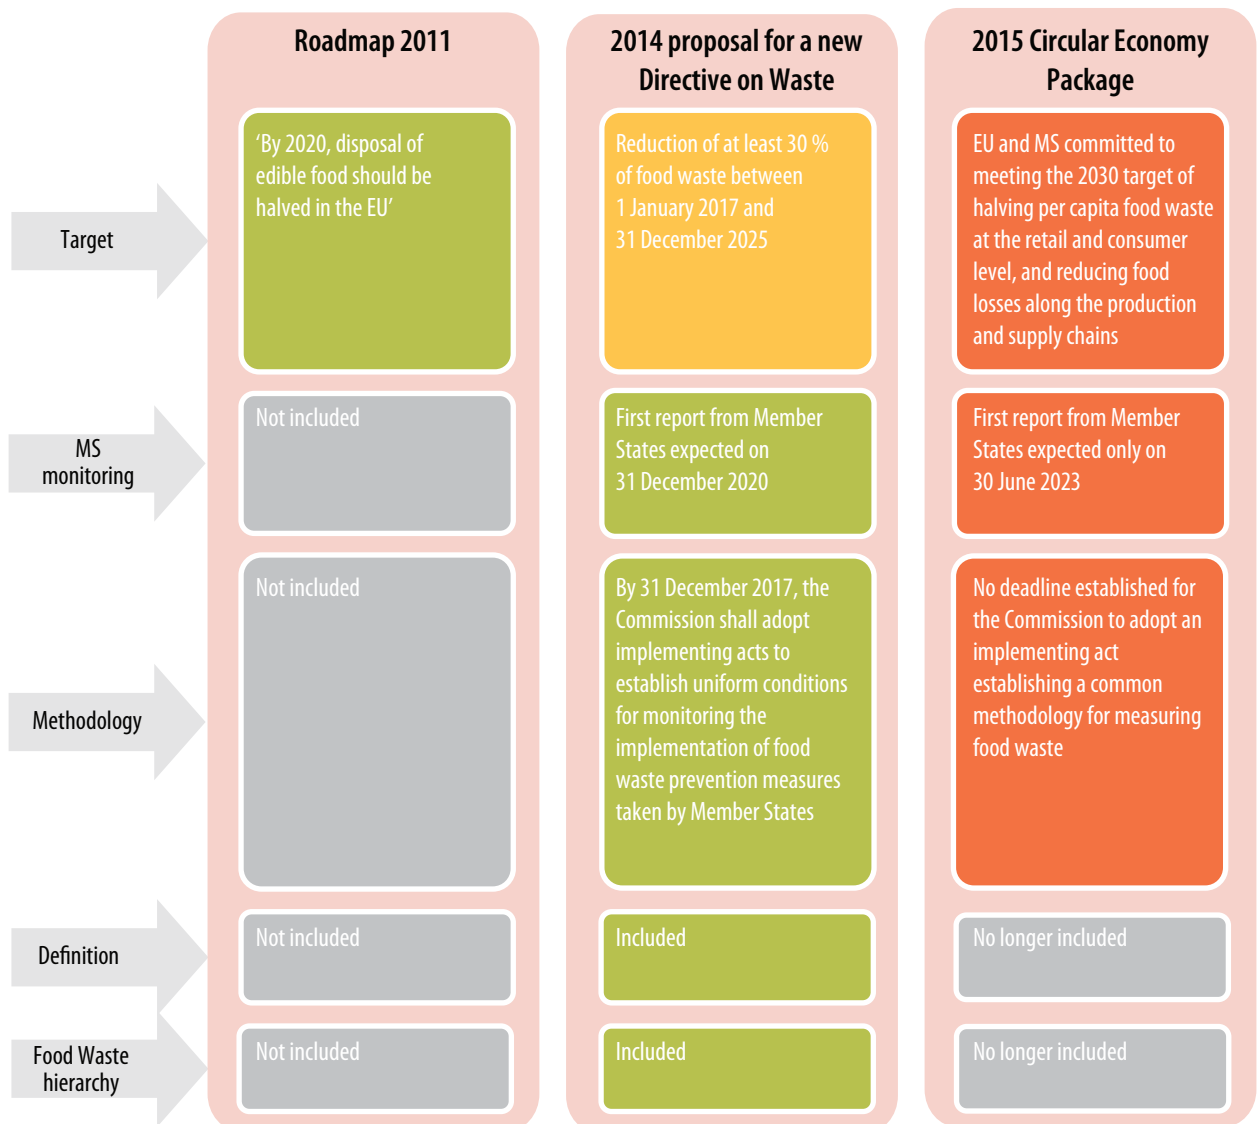 Roadmap 2011
2014 proposal for a new
Directive on Waste
2015 Circular Economy
Package
Target
‘By 2020, disposal of
edible food should be
halved in the EU’
Reduction of at least 30 %
of food waste between
1 January 2017 and
31 December 2025
EU and MS committed to
meeting the 2030 target of
halving per capita food waste
at the retail and consumer
level, and reducing food
losses along the production
and supply chains
MS
monitoring
Not included
First report from Member
States expected on
31 December 2020
First report from Member
States expected only on
30 June 2023
Methodology
Not included
By 31 December 2017, the
Commission shall adopt
implementing acts to
establish uniform conditions
for monitoring the
implementation of food
waste prevention measures
taken by Member States
No deadline established for
the Commission to adopt an
implementing act
establishing a common
methodology for measuring
food waste
Definition
Not included
Included
No longer included
Food Waste
hierarchy
Not included
Included
No longer included